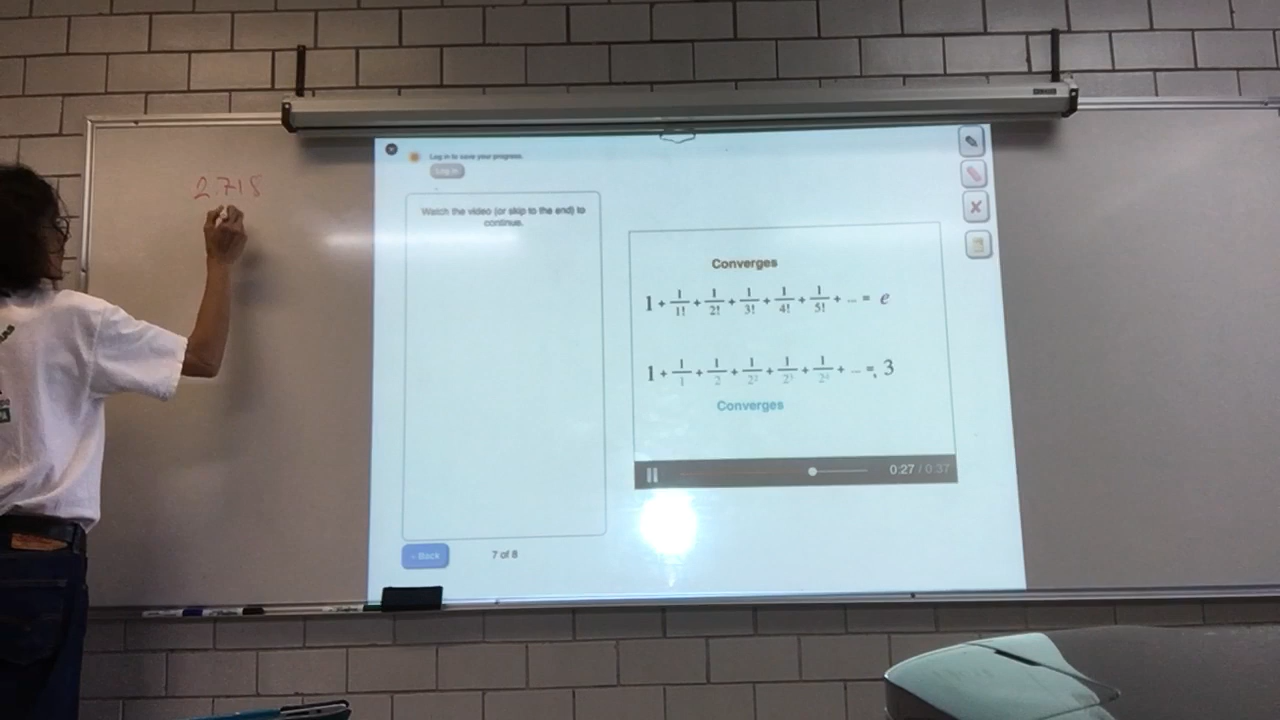 2.718
Log in to save your progress.
Log in
Watch the video (or skip to the end) to
continue.
Converges
1 + 1/1! + 1/2! + 1/3! + 1/4! + 1/5! + ... = e
1 + 1/1 + 1/2 + 1/2² + 1/2³ + 1/2⁴ + ... = 3
Converges
0:27 / 0:37
Back
7 of 8